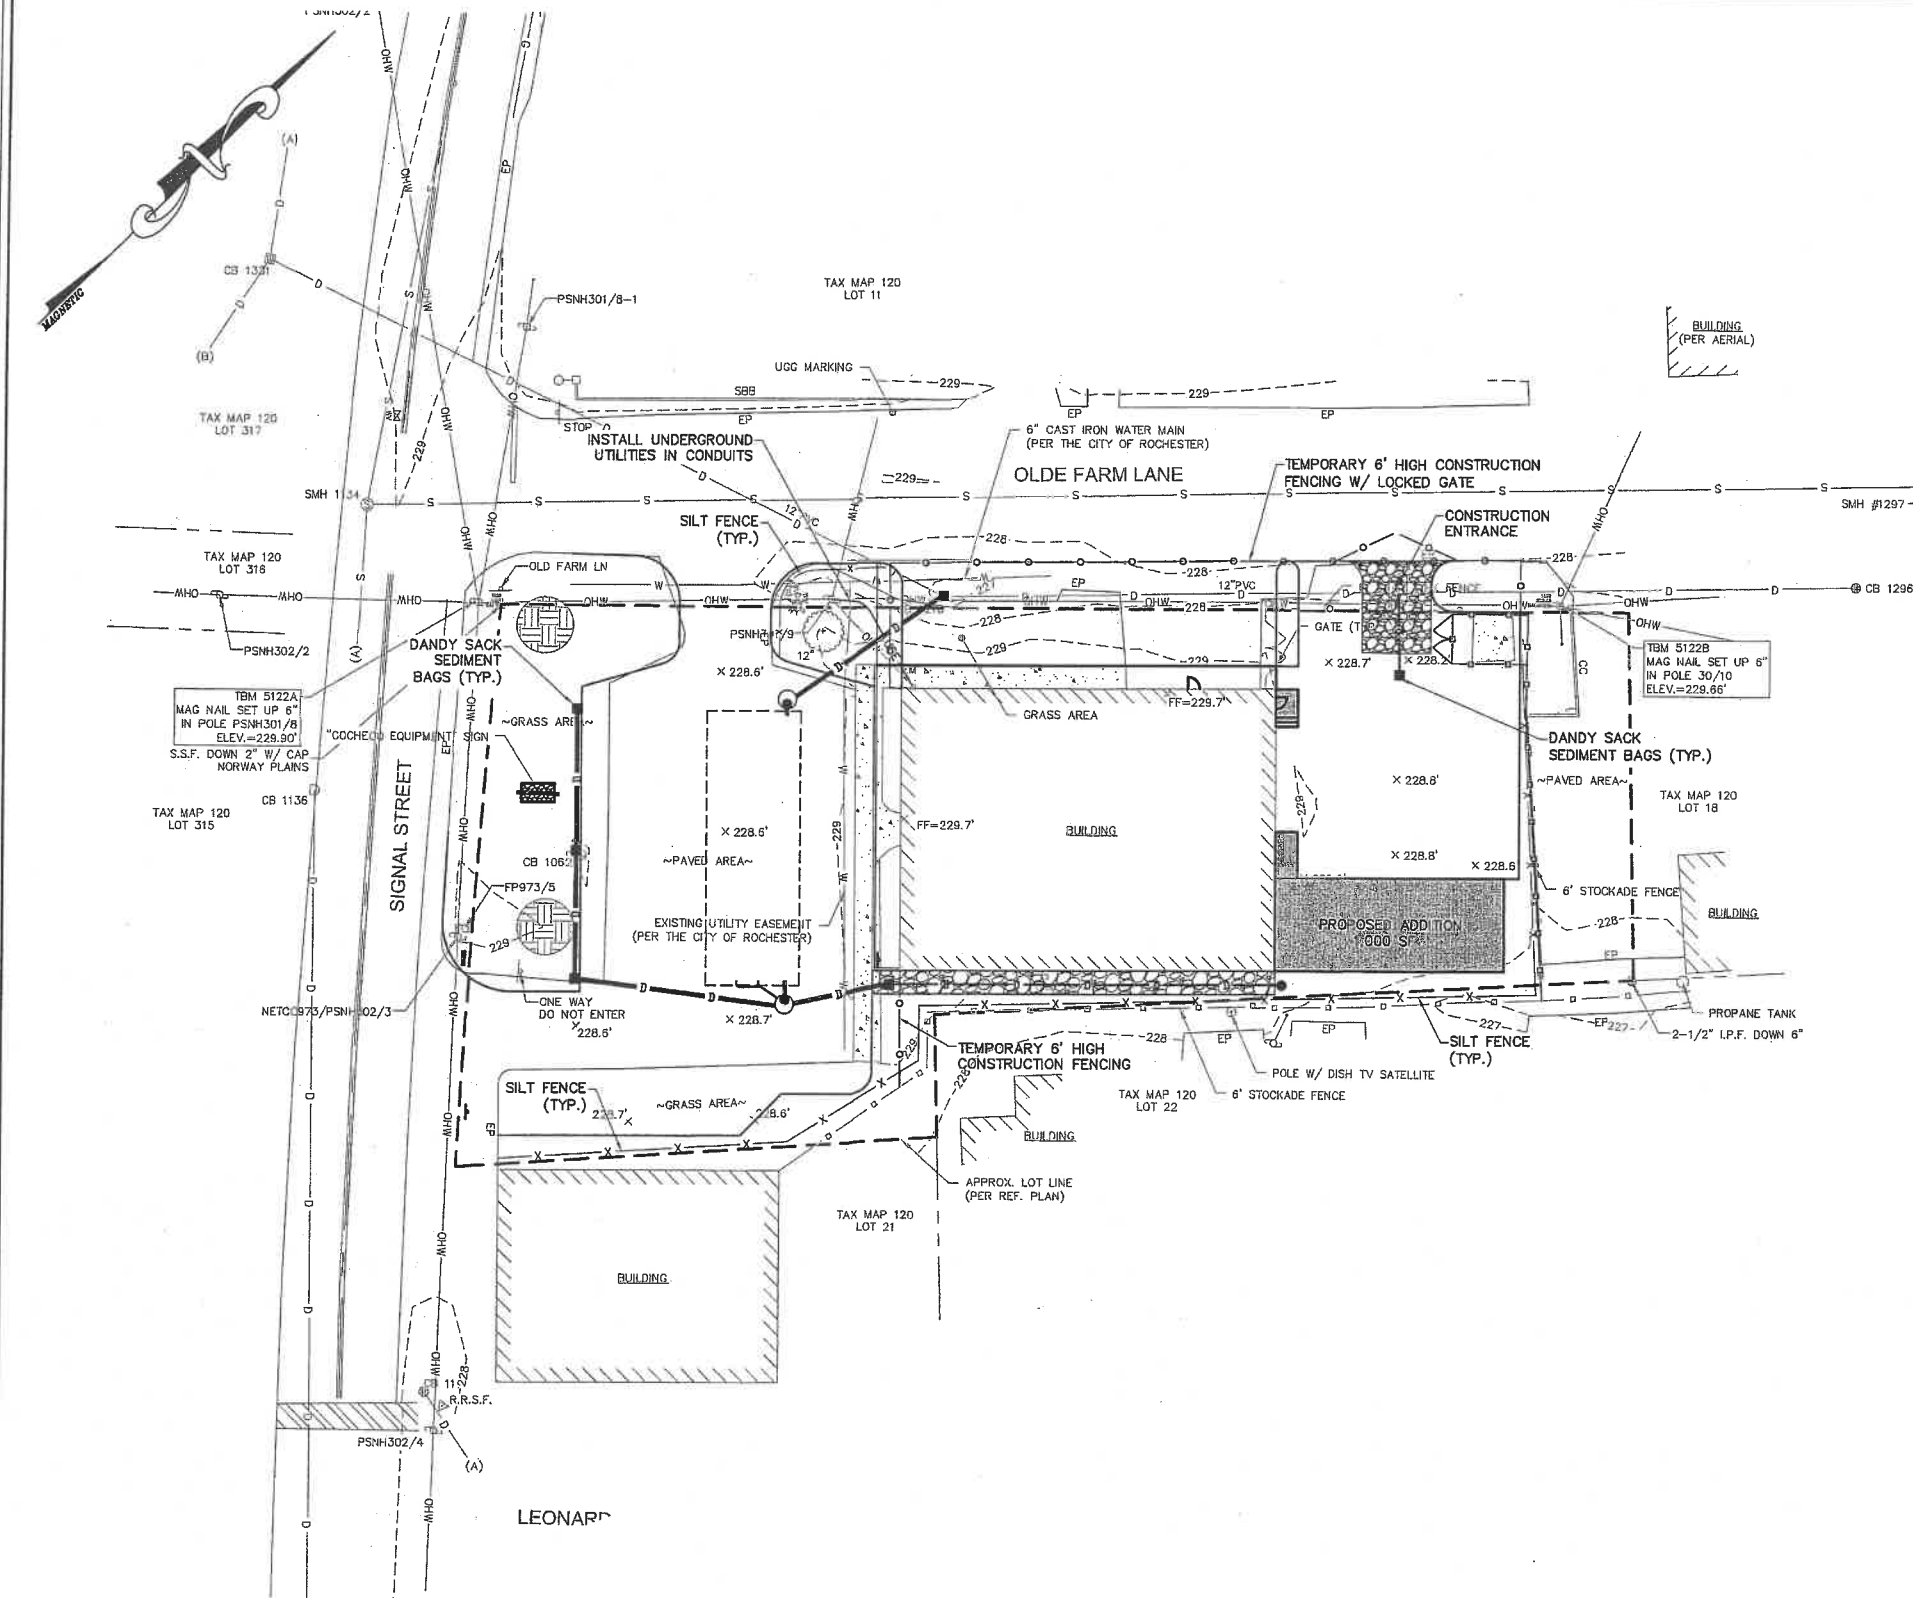 PSNH302/2
MAGNETIC
(A)
CB 1331
(B)
PSNH301/8-1
TAX MAP 120
LOT 11
BUILDING
(PER AERIAL)
UGG MARKING
SBB
EP
TAX MAP 120
LOT 317
STOP
INSTALL UNDERGROUND
UTILITIES IN CONDUITS
6" CAST IRON WATER MAIN
(PER THE CITY OF ROCHESTER)
OLDE FARM LANE
TEMPORARY 6' HIGH CONSTRUCTION
FENCING W/ LOCKED GATE
SMH 1134
SMH #1297
SILT FENCE
(TYP.)
CONSTRUCTION
ENTRANCE
TAX MAP 120
LOT 316
OLD FARM LN
12"PVC
CB 1296
PSNH302/2
DANDY SACK
SEDIMENT
BAGS (TYP.)
12"
× 228.6'
× 228.7'
TBM 5122B
MAG NAIL SET UP 6"
IN POLE 30/10
ELEV.=229.66'
TBM 5122A
MAG NAIL SET UP 6"
IN POLE PSNH301/8
ELEV.=229.90'
S.S.F. DOWN 2" W/ CAP
NORWAY PLAINS
GRASS AREA
FF=229.7'
DANDY SACK
SEDIMENT BAGS (TYP.)
SIGNAL STREET
CB 1136
TAX MAP 120
LOT 315
× 228.8'
~PAVED AREA~
TAX MAP 120
LOT 18
× 228.6'
FF=229.7'
BUILDING
CB 1062
~PAVED AREA~
× 228.8'
× 228.6
FP973/5
6' STOCKADE FENCE
EXISTING UTILITY EASEMENT
(PER THE CITY OF ROCHESTER)
PROPOSED ADDITION
BUILDING
ONE WAY
DO NOT ENTER
× 228.6'
× 228.7'
PROPANE TANK
2-1/2" I.P.F. DOWN 6"
TEMPORARY 6' HIGH
CONSTRUCTION FENCING
SILT FENCE
(TYP.)
POLE W/ DISH TV SATELLITE
SILT FENCE
(TYP.)
~GRASS AREA~
TAX MAP 120
LOT 22
6' STOCKADE FENCE
BUILDING
APPROX. LOT LINE
(PER REF. PLAN)
TAX MAP 120
LOT 21
BUILDING
R.R.S.F.
PSNH302/4
(A)
LEONARD